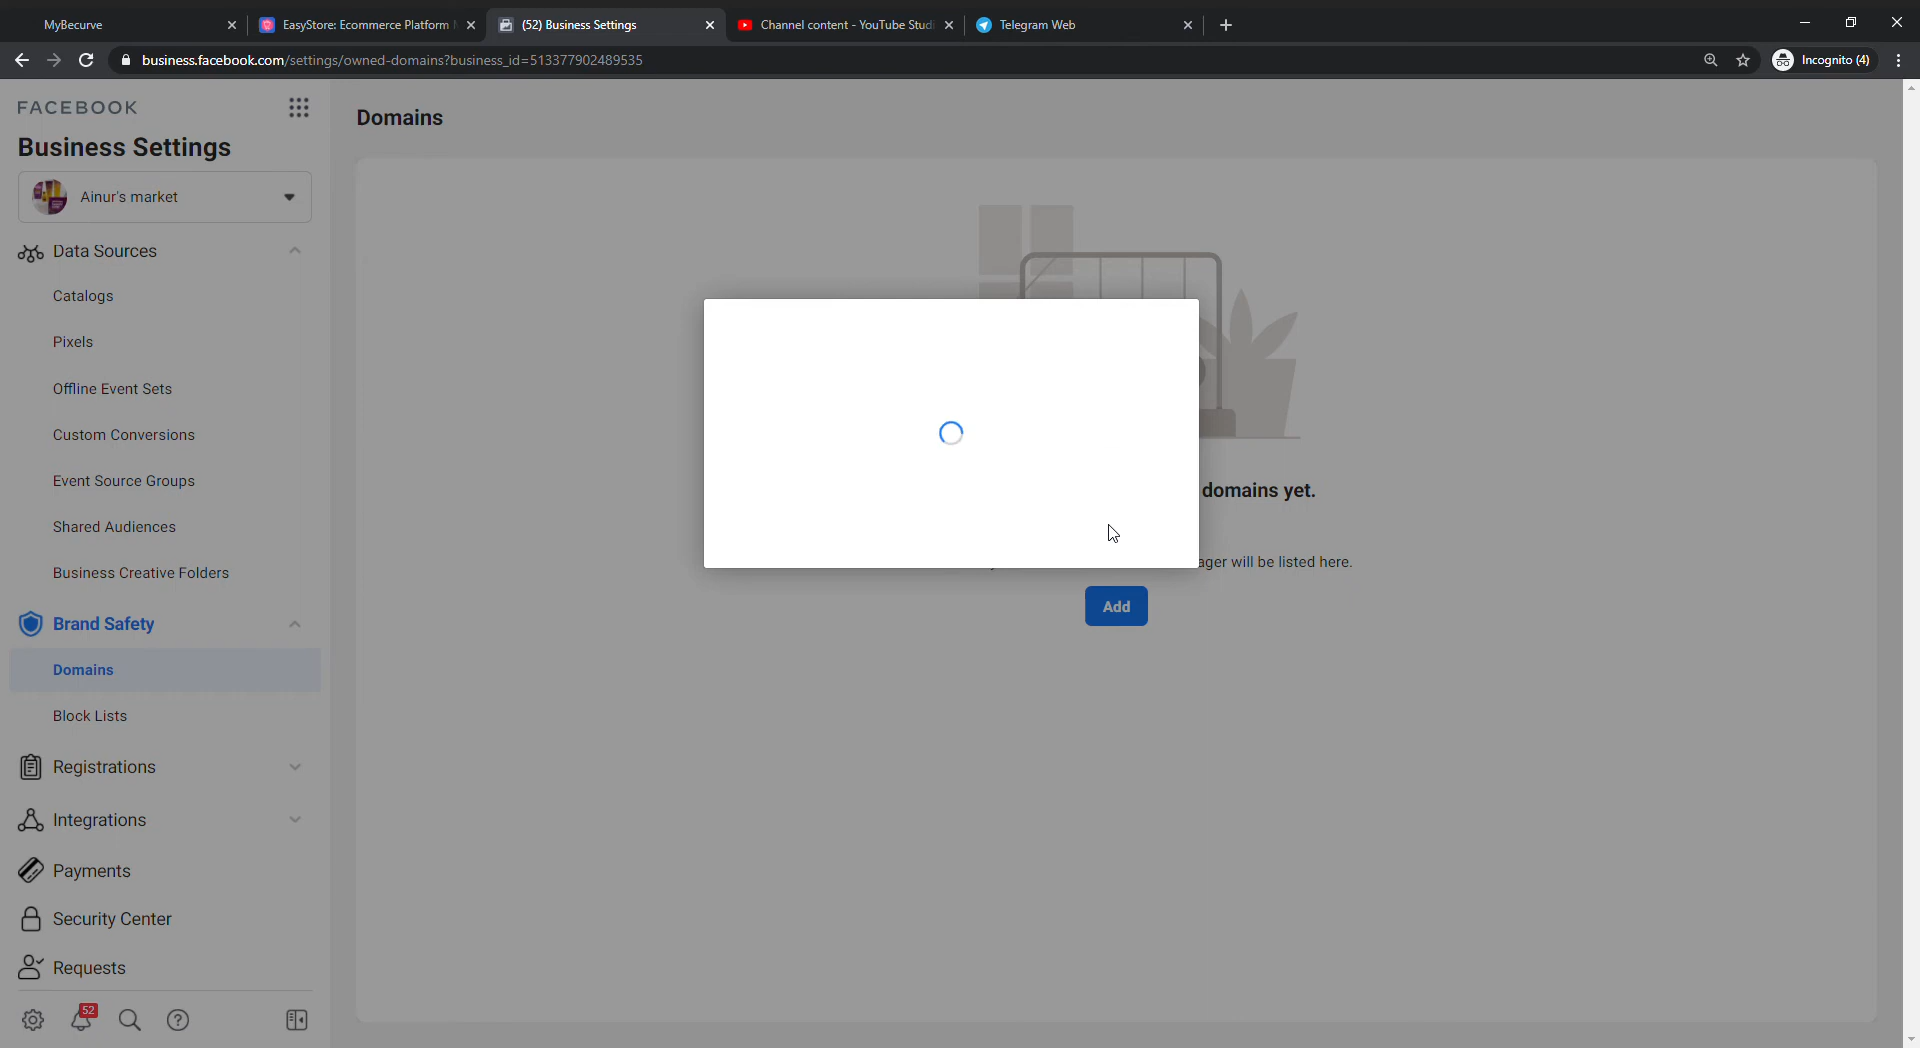 MyBecurve
EasyStore: Ecommerce Platform
(52) Business Settings
Channel content - YouTube Studi
Telegram Web
business.facebook.com/settings/owned-domains?business_id=513377902489535
Incognito (4)
FACEBOOK
Business Settings
Ainur's market
Data Sources
Catalogs
Pixels
Offline Event Sets
Custom Conversions
Event Source Groups
Shared Audiences
Business Creative Folders
Brand Safety
Domains
Block Lists
Registrations
Integrations
Payments
Security Center
Requests
52
Domains
domains yet.
ager will be listed here.
Add